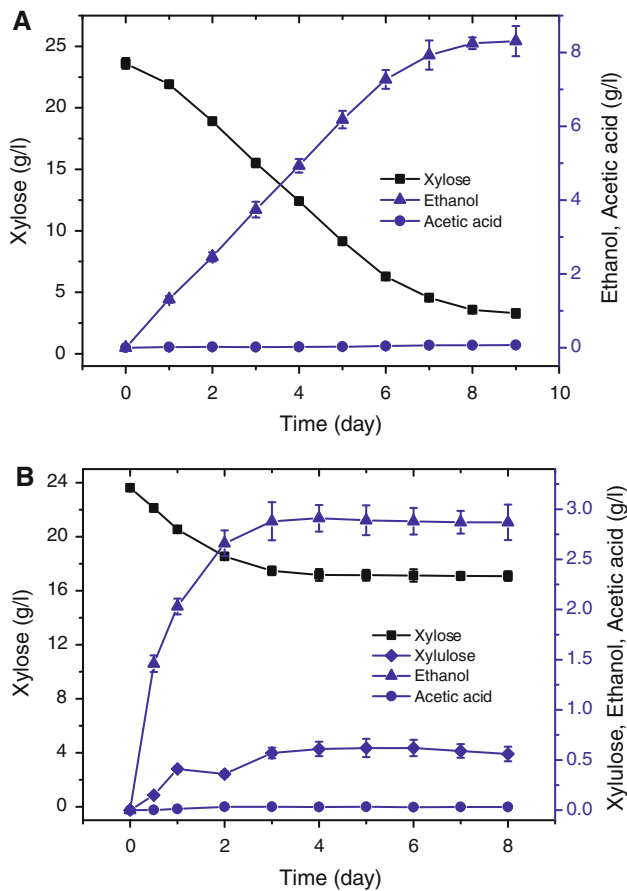 A
Xylose (g/l)
25
20
15
10
5
0
Xylose
Ethanol
Acetic acid
8
6
4
2
0
Ethanol, Acetic acid (g/l)
0
2
4
6
8
10
Time (day)
B
Xylose (g/l)
24
20
16
12
8
4
0
Xylose
Xylulose
Ethanol
Acetic acid
3.0
2.5
2.0
1.5
1.0
0.5
0.0
Xylulose, Ethanol, Acetic acid (g/l)
0
2
4
6
8
Time (day)